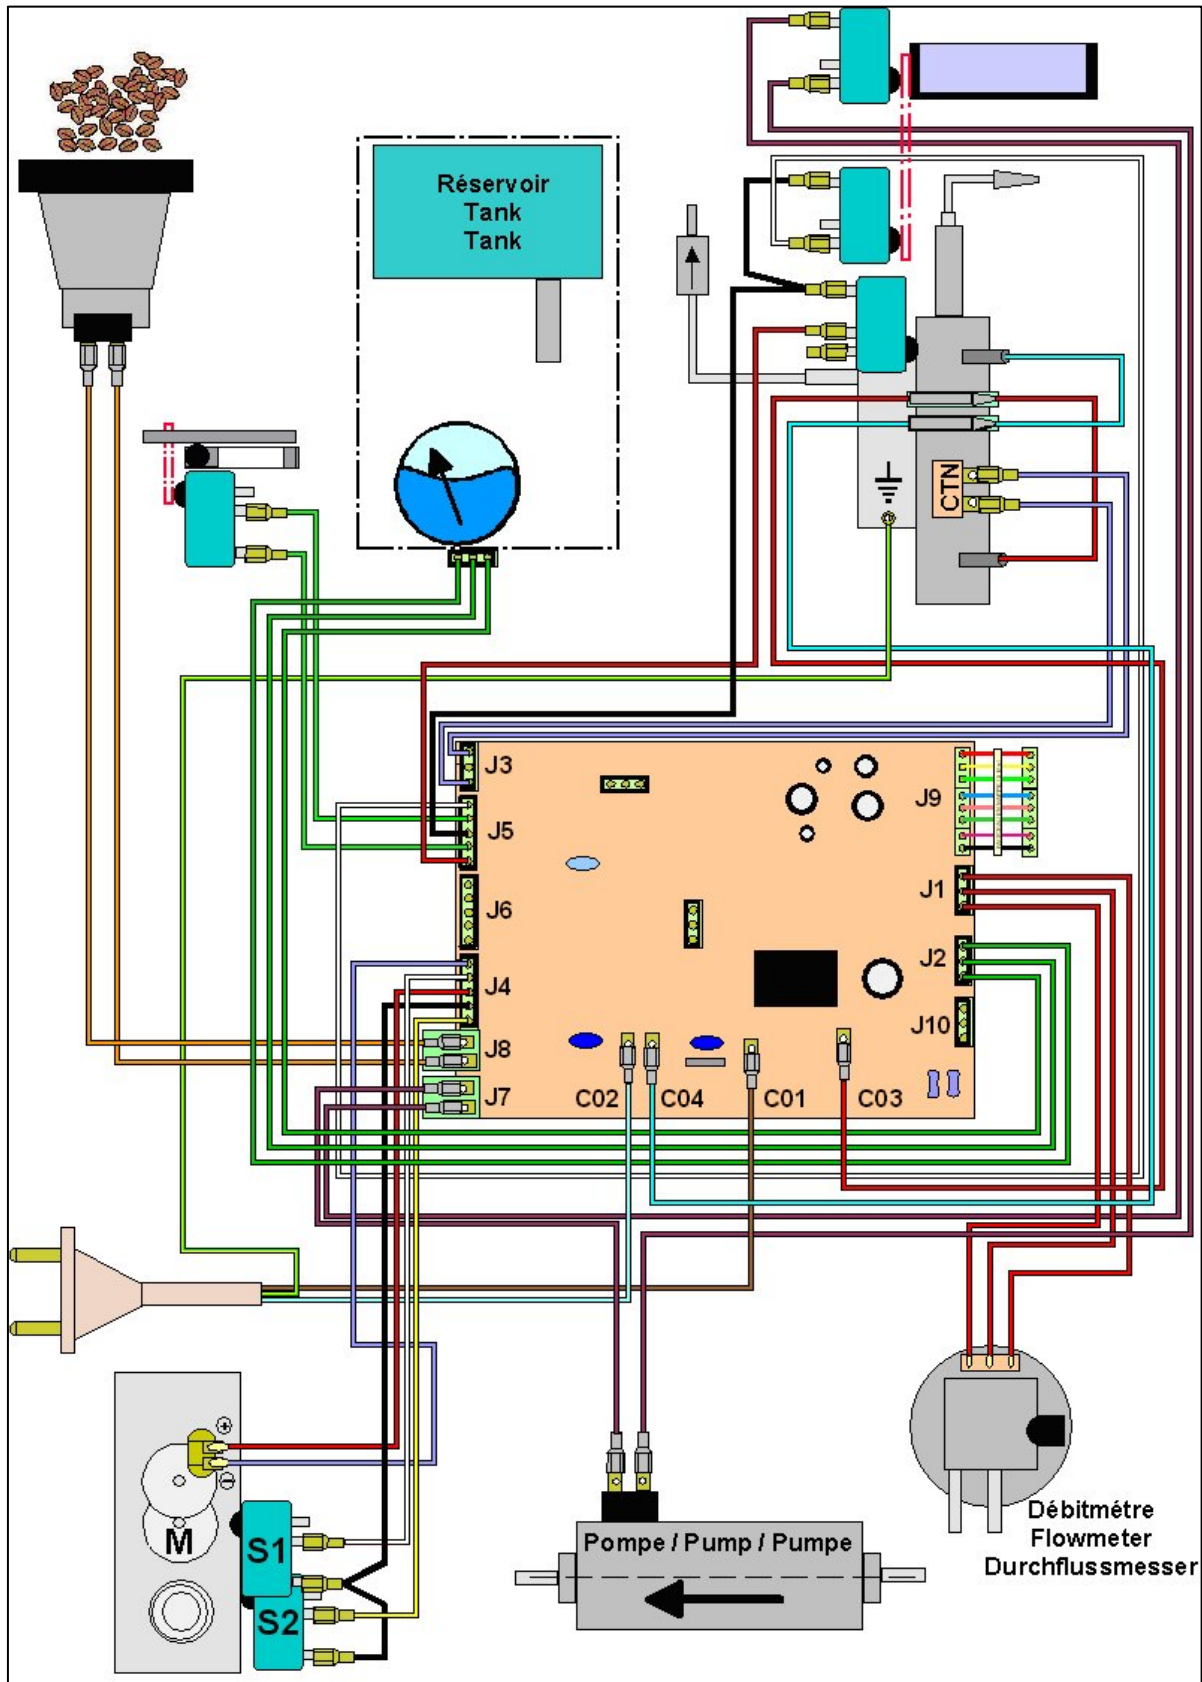 Réservoir
Tank
Tank
CTN
J3
J9
J5
J1
J6
J2
J4
J10
J8
J7
C02
C04
C01
C03
+
-
M
S1
S2
Pompe / Pump / Pumpe
Débitmétre
Flowmeter
Durchflussmesser